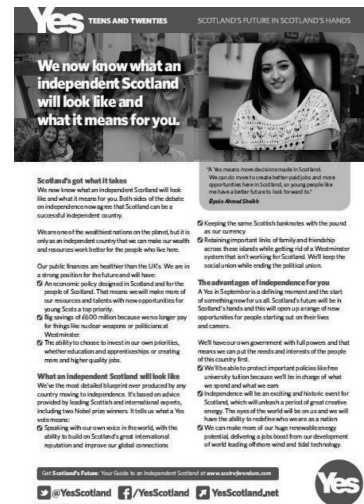 Yes TEENS AND TWENTIES
SCOTLAND'S FUTURE IN SCOTLAND'S HANDS
We now know what an
independent Scotland
will look like and
what it means for you.
"A Yes means more decisions made in Scotland.
We can do more to create better-paid jobs and more
opportunities here in Scotland, so young people like
me have a better future to look forward to."
Ahmad Sheikh
Scotland's got what it takes
We now know what an independent Scotland will look
like and what it means for you. Both sides of the debate
on independence now agree that Scotland can be a
successful independent country.
We are one of the wealthiest nations on the planet, but it is
only as an independent country that we can make our wealth
and resources work better for the people who live here.
Our public finances are healthier than the UK's. We are in
a strong position for the future and will have:
An economic policy designed in Scotland and for the
people of Scotland. That means we will make more of
our resources and talents with new opportunities for
young Scots a top priority.
Big savings of £600 million because we no longer pay
for things like nuclear weapons or politicians at
Westminster.
The ability to choose to invest in our own priorities,
whether education and apprenticeships or creating
more and higher quality jobs.
What an independent Scotland will look like
We've the most detailed blueprint ever produced by any
country moving to independence. It's based on advice
provided by leading Scottish and international experts,
including two Nobel prize winners. It tells us what a Yes
vote means:
Speaking with our own voice in the world, with the
ability to build on Scotland's great international
reputation and improve our global connections
Keeping the same Scottish banknotes with the pound
as our currency
Retaining important links of family and friendship
across these islands while getting rid of a Westminster
system that isn't working for Scotland. We'll keep the
social union while ending the political union.
The advantages of independence for you
A Yes in September is a defining moment and the start
of something new for us all. Scotland's future will be in
Scotland's hands and this will open up a range of new
opportunities for people starting out on their lives
and careers.
We'll have our own government with full powers and that
means we can put the needs and interests of the people
of this country first.
We'll be able to protect important policies like free
university tuition because we'll be in charge of what
we spend and what we earn
Independence will be an exciting and historic event for
Scotland, which will unleash a period of great creative
energy. The eyes of the world will be on us and we will
have the ability to redefine who we are as a nation
We can make more of our huge renewable energy
potential, delivering a jobs boost from our development
of world leading offshore wind and tidal technology.
Get Scotland's Future: Your Guide to an Independent Scotland at www.scotreferendum.com
@YesScotland /YesScotland YesScotland.net
Yes